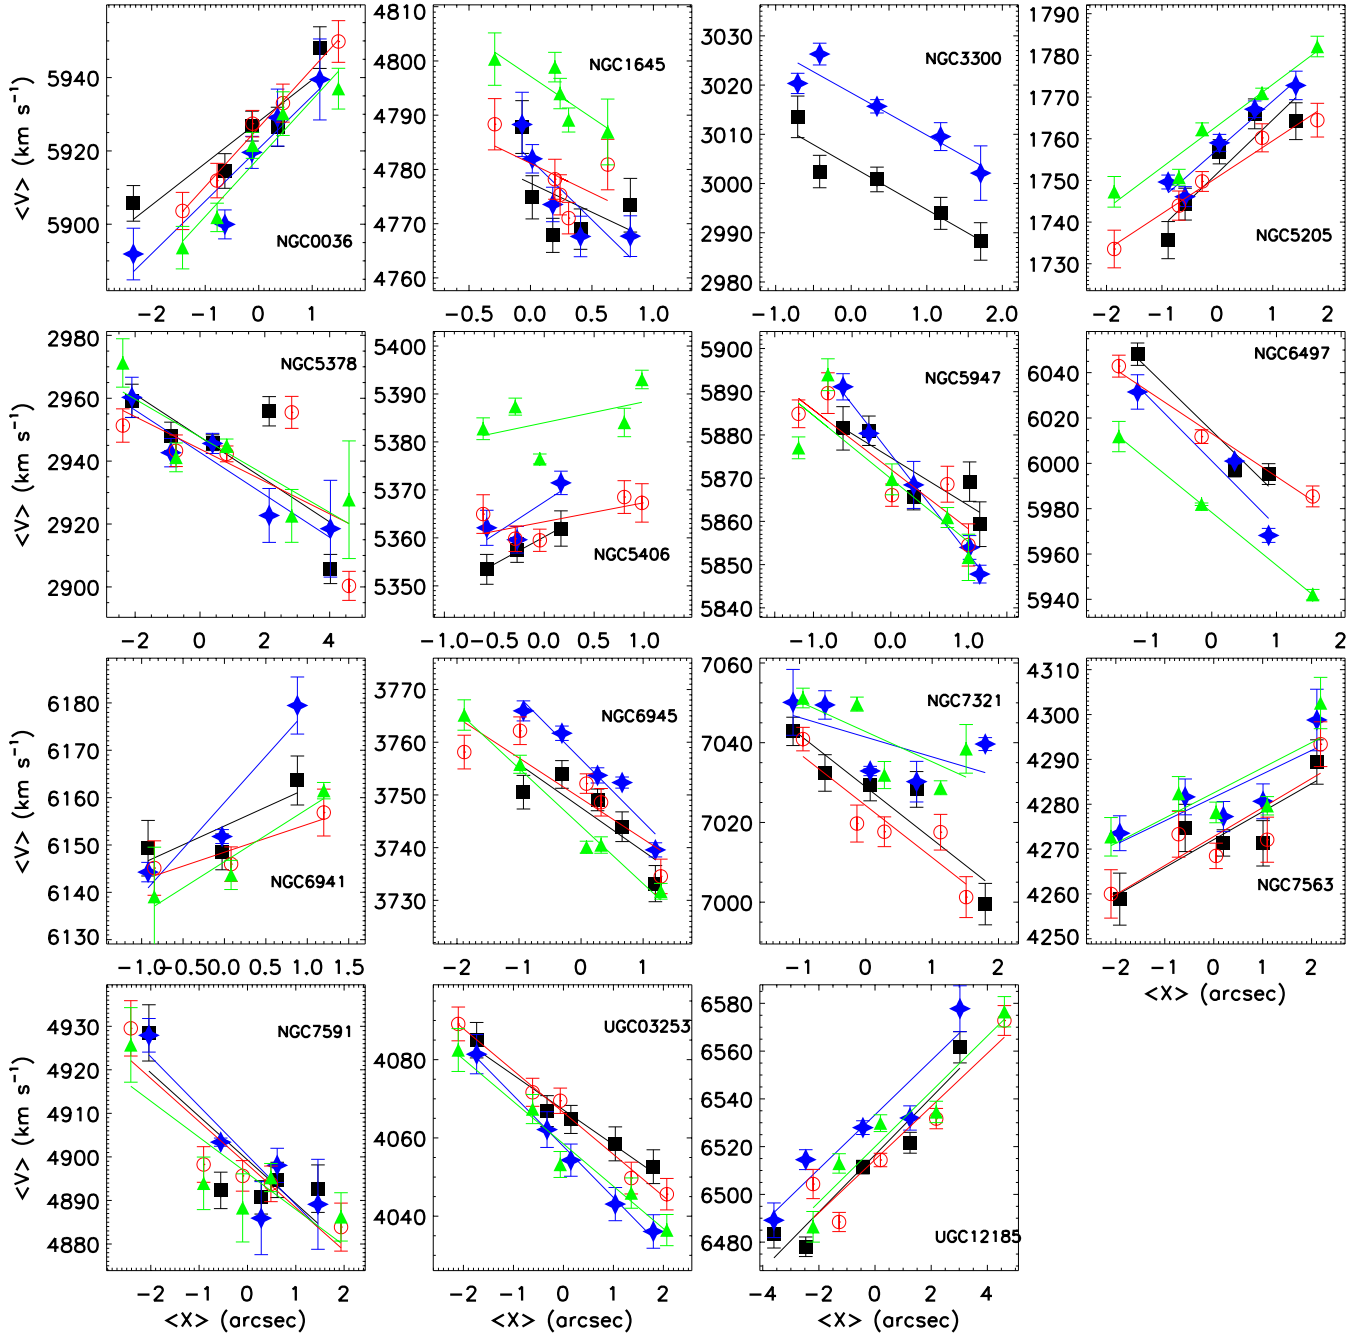 <V> (km s⁻¹)
5940
5920
5900
−2 −1 0 1
NGC0036
4810
4800
4790
4780
4770
4760
−0.5 0.0 0.5 1.0
NGC1645
3030
3020
3010
3000
2990
2980
−1.0 0.0 1.0 2.0
NGC3300
1790
1780
1770
1760
1750
1740
1730
−2 −1 0 1 2
NGC5205
<V> (km s⁻¹)
2980
2960
2940
2920
2900
−2 0 2 4
NGC5378
5400
5390
5380
5370
5360
5350
−1.0−0.5 0.0 0.5 1.0
NGC5406
5900
5890
5880
5870
5860
5850
5840
−1.0 0.0 1.0
NGC5947
6040
6020
6000
5980
5960
5940
−1 0 1 2
NGC6497
<V> (km s⁻¹)
6180
6170
6160
6150
6140
6130
−1.0−0.50.0 0.5 1.0 1.5
NGC6941
3770
3760
3750
3740
3730
−2 −1 0 1
NGC6945
7060
7040
7020
7000
−1 0 1 2
NGC7321
4310
4300
4290
4280
4270
4260
4250
−2 −1 0 1 2
<X> (arcsec)
NGC7563
<V> (km s⁻¹)
4930
4920
4910
4900
4890
4880
−2 −1 0 1 2
<X> (arcsec)
NGC7591
4080
4060
4040
−2 −1 0 1 2
<X> (arcsec)
UGC03253
6580
6560
6540
6520
6500
6480
−4 −2 0 2 4
<X> (arcsec)
UGC12185